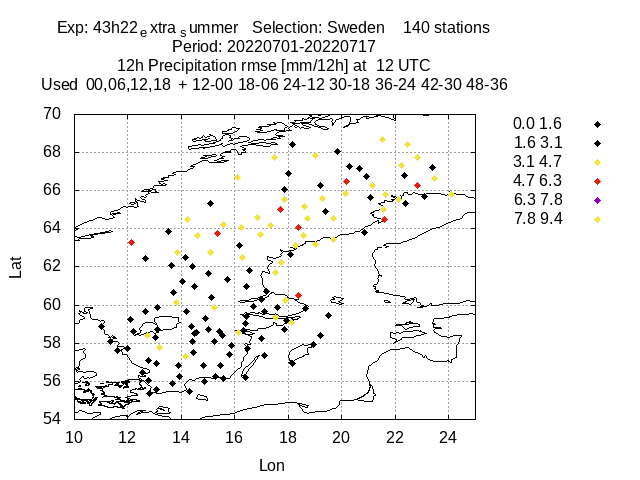 Exp: 43h22 e xtra s ummer Selection: Sweden 140 stations
Period: 20220701-20220717
12h Precipitation rmse [mm/12h] at 12 UTC
Used 00,06,12,18 + 12-00 18-06 24-12 30-18 36-24 42-30 48-36
70
68
66
64
62
60
58
56
54
Lat
10 12 14 16 18 20 22 24
Lon
0.0 1.6
1.6 3.1
3.1 4.7
4.7 6.3
6.3 7.8
7.8 9.4